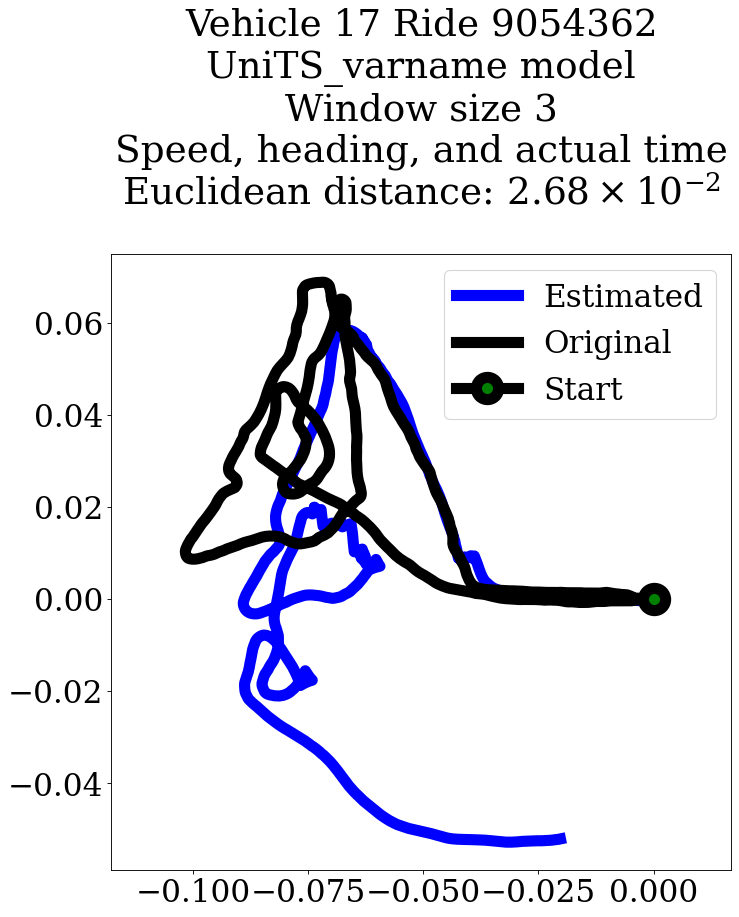 Vehicle 17 Ride 9054362
UniTS_varname model
Window size 3
Speed, heading, and actual time
Euclidean distance: 2.68 × 10⁻²
Estimated
Original
Start
0.06
0.04
0.02
0.00
−0.02
−0.04
−0.100 −0.075 −0.050 −0.025 0.000